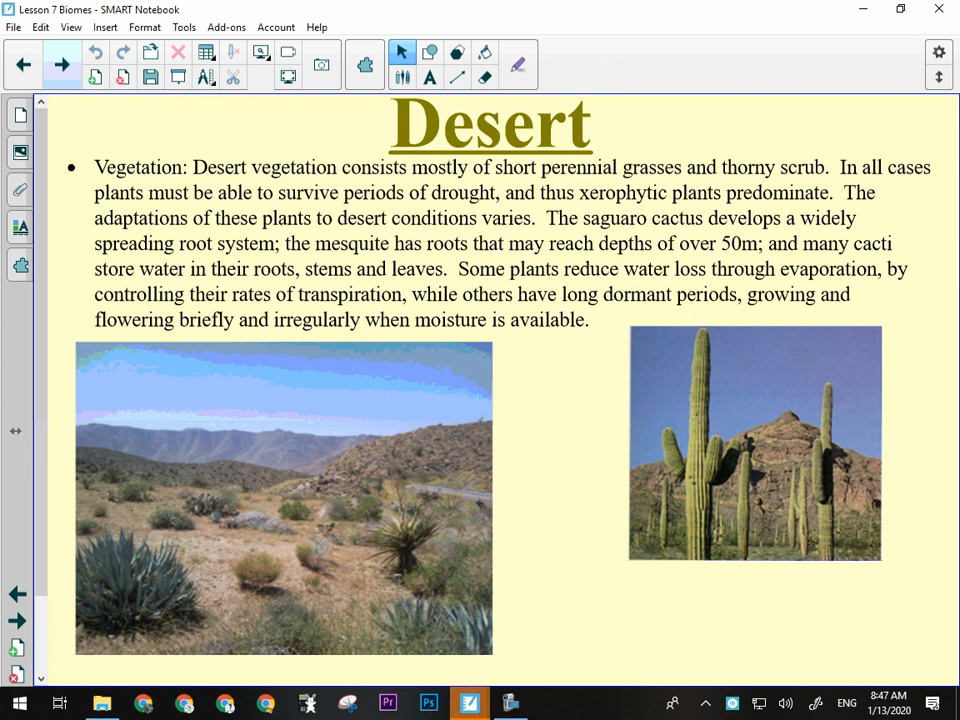 Lesson 7 Biomes - SMART Notebook
File Edit View Insert Format Tools Add-ons Account Help
Desert
• Vegetation: Desert vegetation consists mostly of short perennial grasses and thorny scrub. In all cases
plants must be able to survive periods of drought, and thus xerophytic plants predominate. The
adaptations of these plants to desert conditions varies. The saguaro cactus develops a widely
spreading root system; the mesquite has roots that may reach depths of over 50m; and many cacti
store water in their roots, stems and leaves. Some plants reduce water loss through evaporation, by
controlling their rates of transpiration, while others have long dormant periods, growing and
flowering briefly and irregularly when moisture is available.
Pr Ps ENG 8:47 AM
1/13/2020